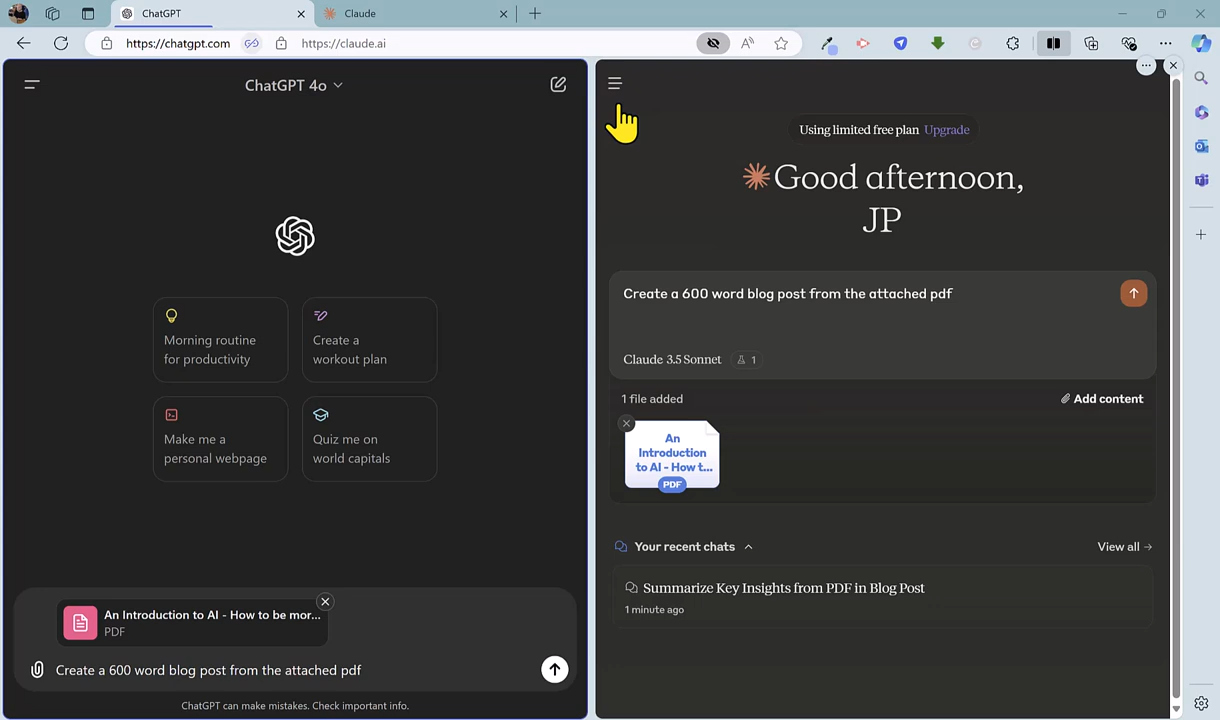 ChatGPT
Claude
https://chatgpt.com
https://claude.ai
ChatGPT 4o
Morning routine
for productivity
Create a
workout plan
Make me a
personal webpage
Quiz me on
world capitals
An Introduction to AI - How to be mor...
PDF
Create a 600 word blog post from the attached pdf
ChatGPT can make mistakes. Check important info.
Using limited free plan Upgrade
Good afternoon,
JP
Create a 600 word blog post from the attached pdf
Claude 3.5 Sonnet 1
1 file added
Add content
An
Introduction
to AI - How t...
PDF
Your recent chats
View all
Summarize Key Insights from PDF in Blog Post
1 minute ago